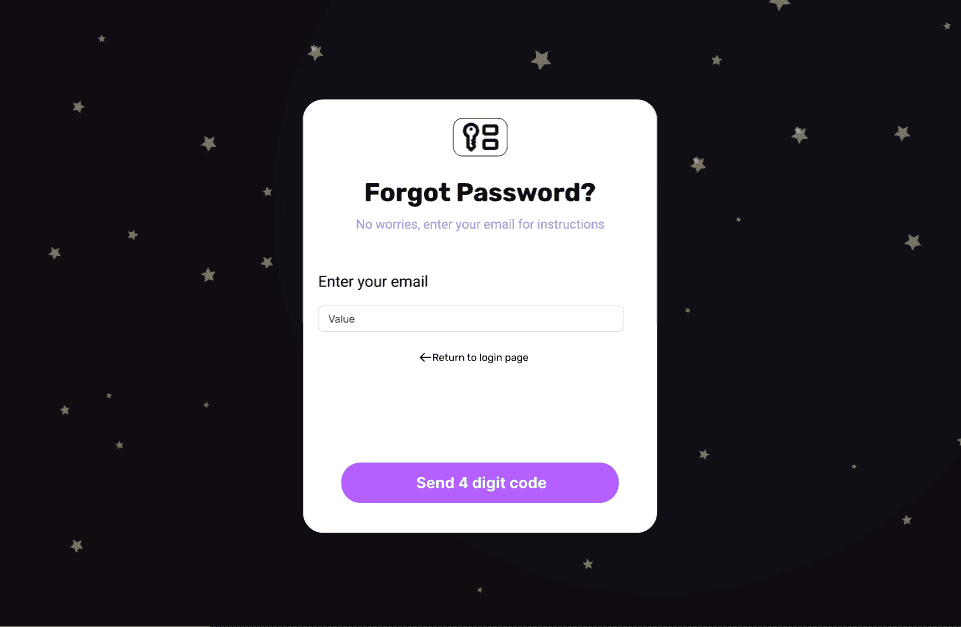 Forgot Password?
No worries, enter your email for instructions
Enter your email
Value
←Return to login page
Send 4 digit code